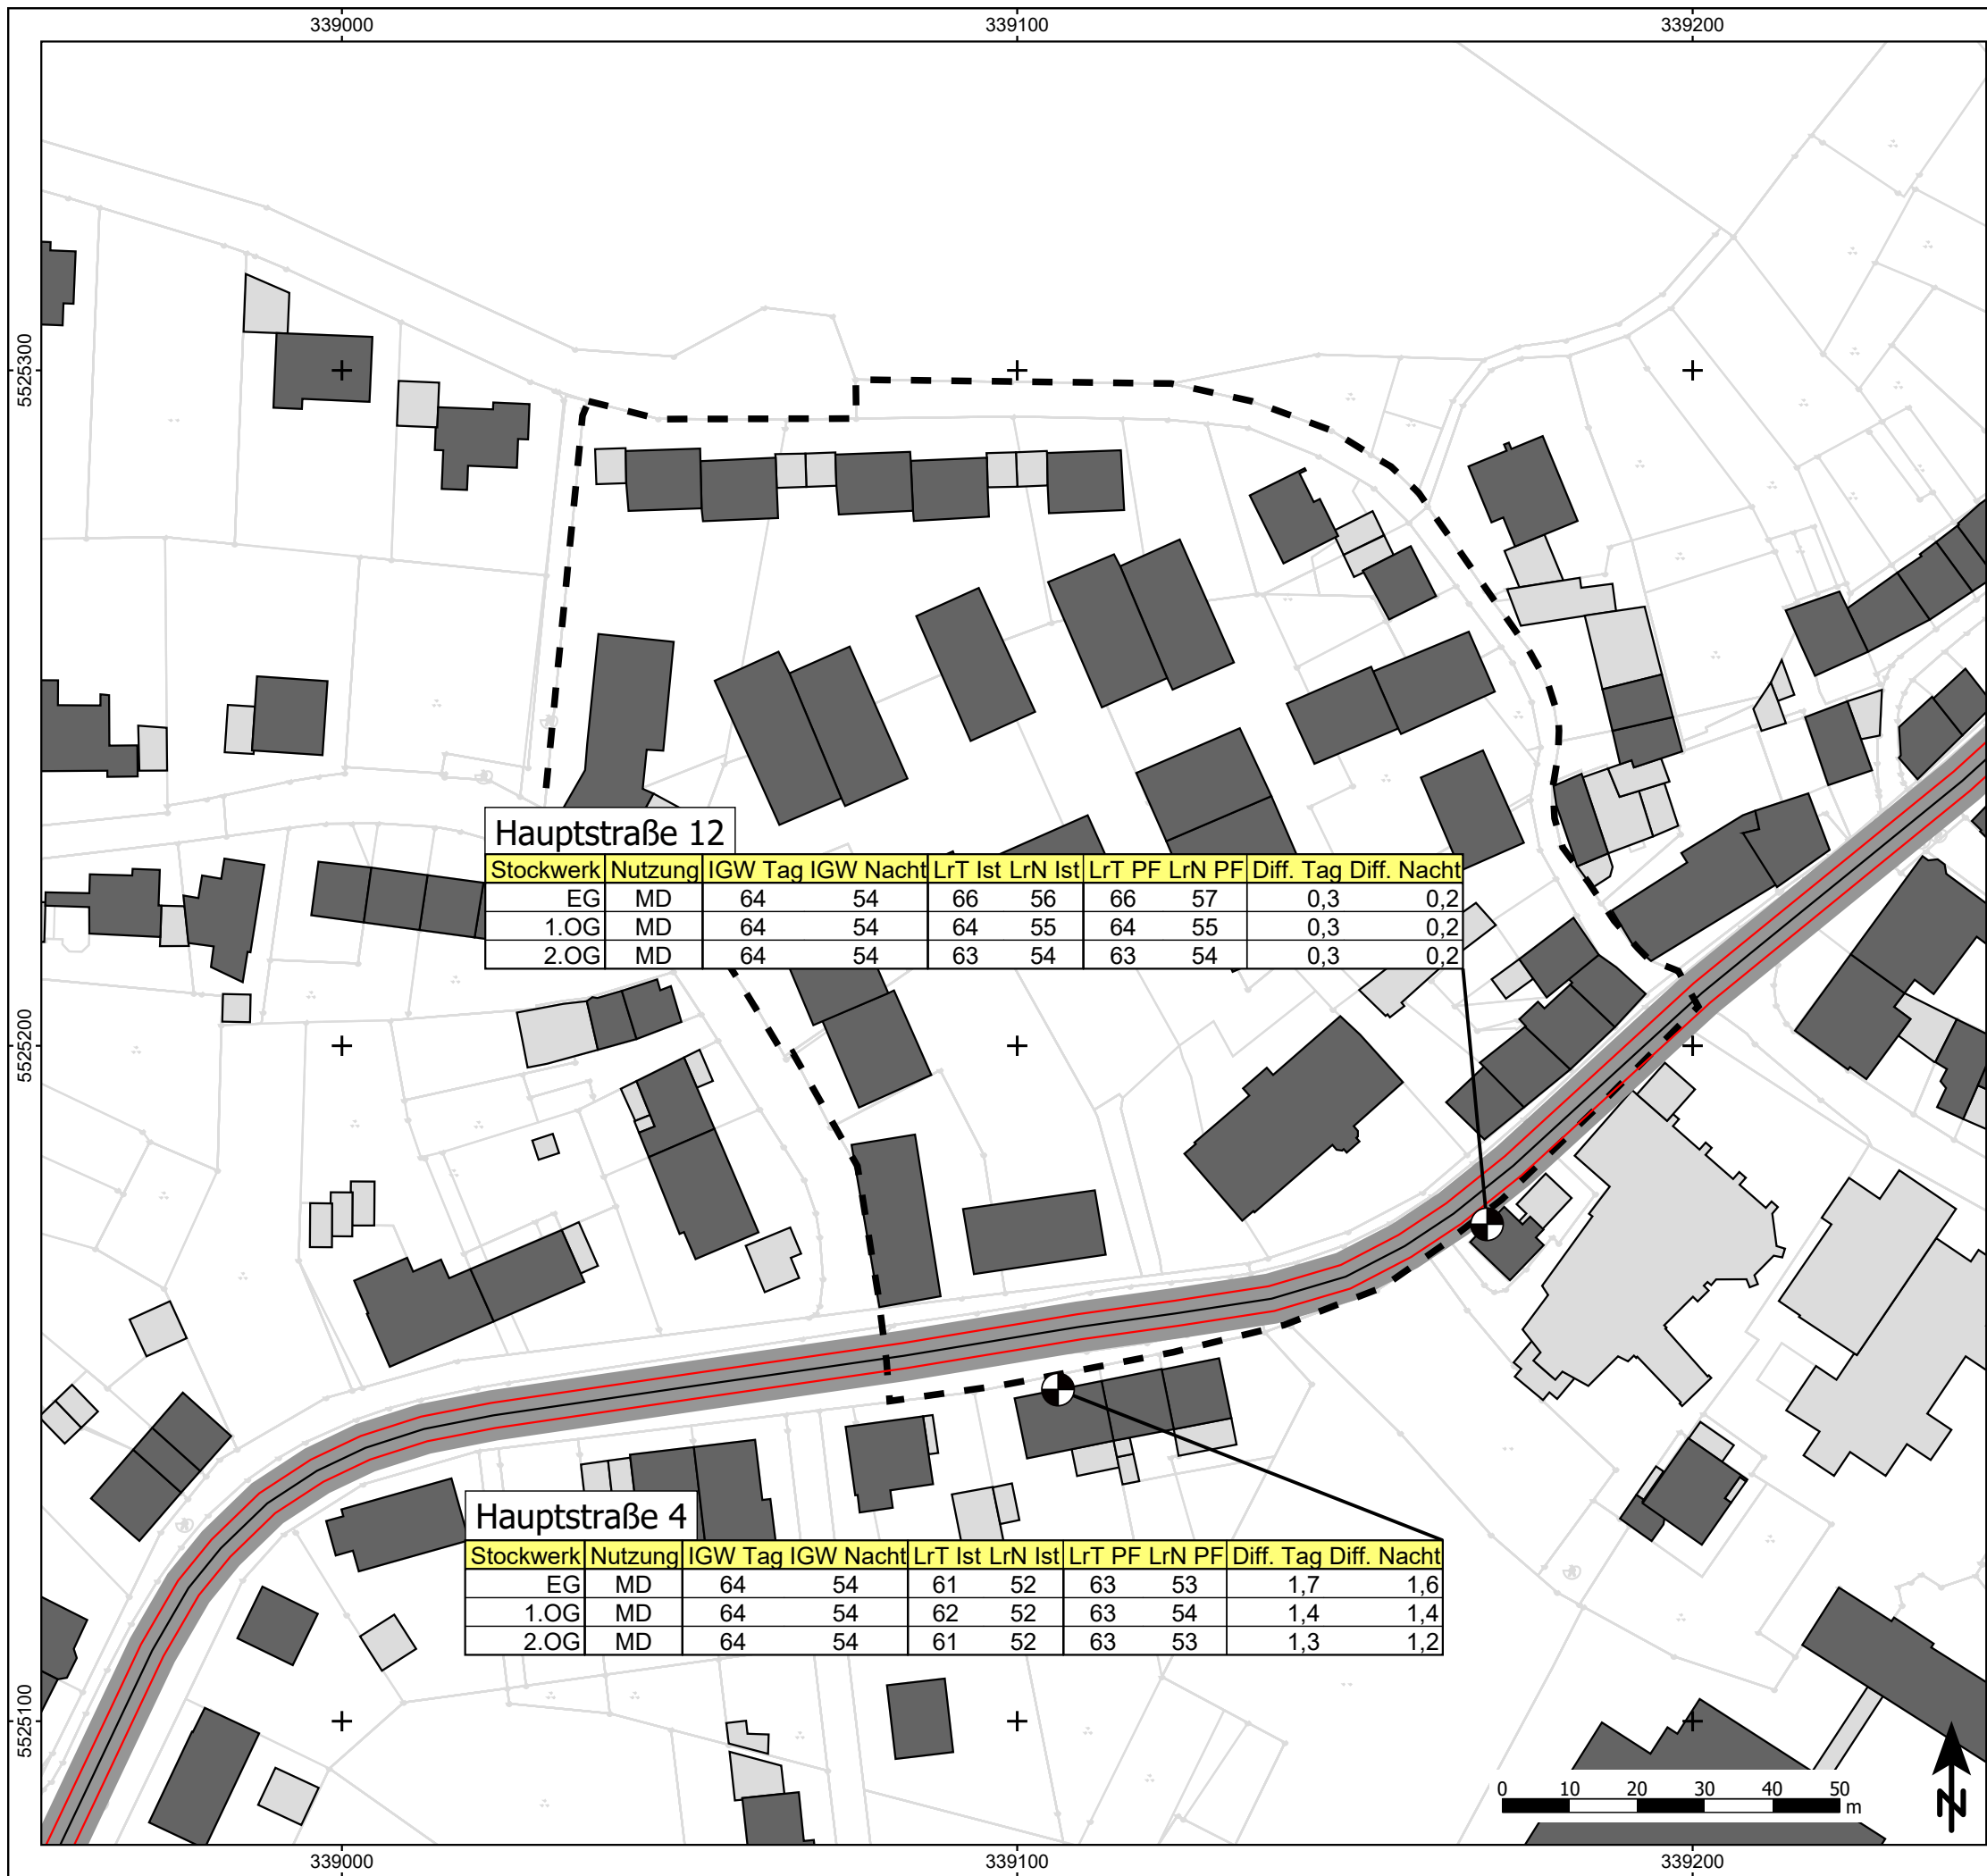 339000 339100 339200
5525300
Hauptstraße 12
Stockwerk Nutzung IGW Tag IGW Nacht LrT Ist LrN Ist LrT PF LrN PF Diff. Tag Diff. Nacht
EG MD 64 54 66 56 66 57 0,3 0,2
1.OG MD 64 54 64 55 64 55 0,3 0,2
2.OG MD 64 54 63 54 63 54 0,3 0,2
5525200
Hauptstraße 4
Stockwerk Nutzung IGW Tag IGW Nacht LrT Ist LrN Ist LrT PF LrN PF Diff. Tag Diff. Nacht
EG MD 64 54 61 52 63 53 1,7 1,6
1.OG MD 64 54 62 52 63 54 1,4 1,4
2.OG MD 64 54 61 52 63 53 1,3 1,2
5525100
0 10 20 30 40 50
m
N
339000 339100 339200